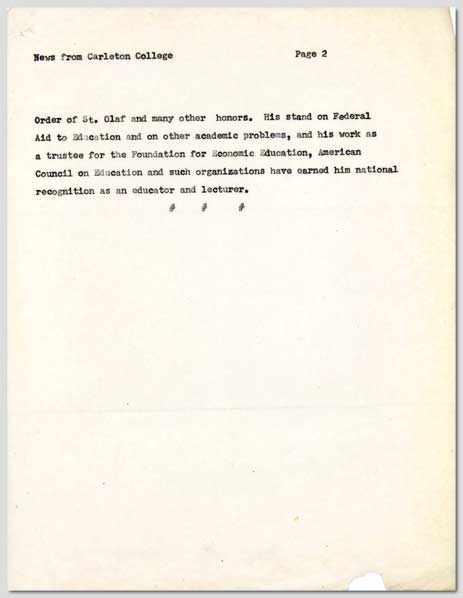 News from Carleton College Page 2
Order of St. Olaf and many other honors. His stand on Federal
Aid to Education and on other academic problems, and his work as
a trustee for the Foundation for Economic Education, American
Council on Education and such organizations have earned him national
recognition as an educator and lecturer.
# # #